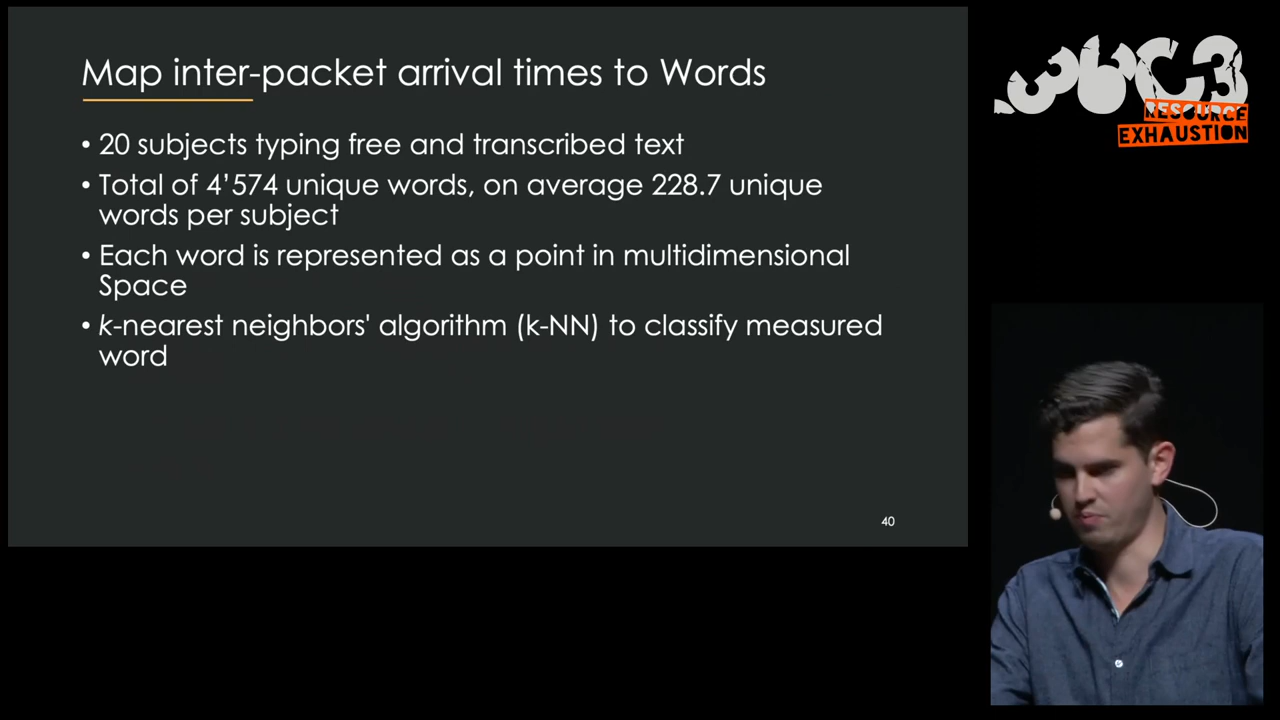 Map inter-packet arrival times to Words
• 20 subjects typing free and transcribed text
• Total of 4’574 unique words, on average 228.7 unique
words per subject
• Each word is represented as a point in multidimensional
Space
• k-nearest neighbors' algorithm (k-NN) to classify measured
word
40
36C3
RESOURCE
EXHAUSTION